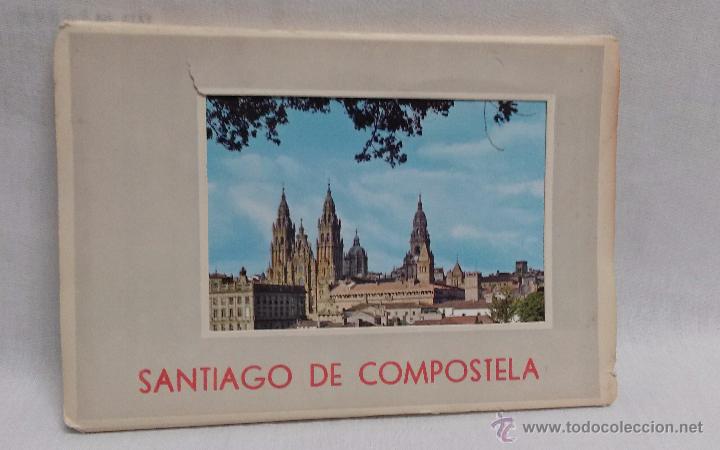 SANTIAGO DE COMPOSTELA
© www.todocoleccion.net